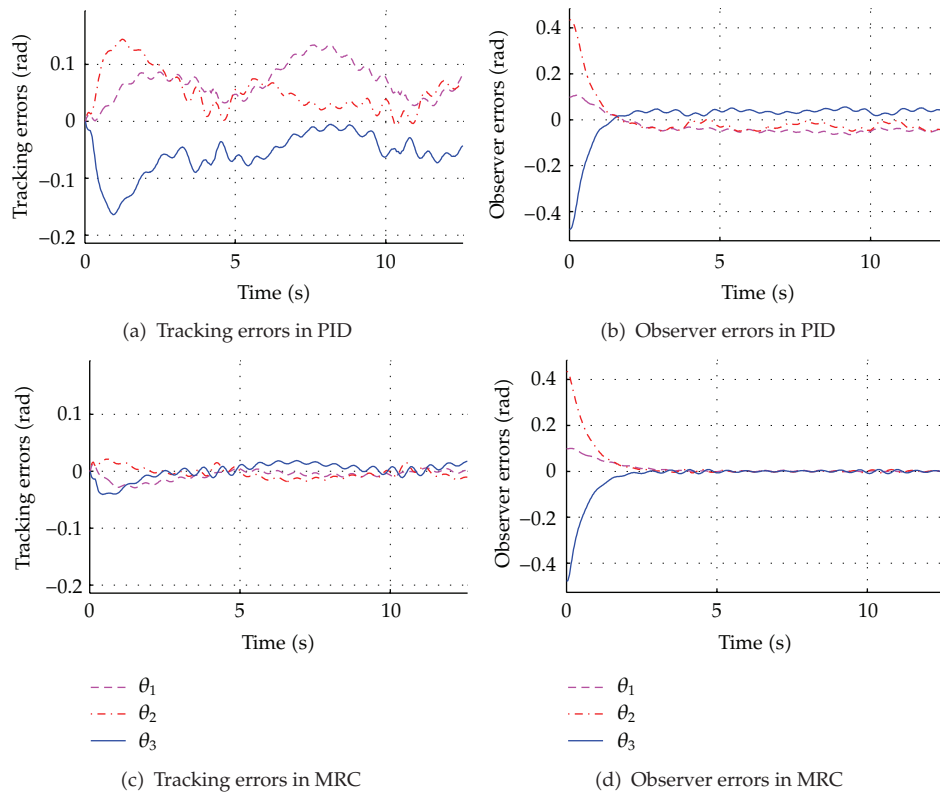 Tracking errors (rad)
0.1
0
−0.1
−0.2
0
5
10
Time (s)
(a) Tracking errors in PID
Observer errors (rad)
0.4
0.2
0
−0.2
−0.4
0
5
10
Time (s)
(b) Observer errors in PID
Tracking errors (rad)
0.1
0
−0.1
−0.2
0
5
10
Time (s)
θ1
θ2
θ3
(c) Tracking errors in MRC
Observer errors (rad)
0.4
0.2
0
−0.2
−0.4
0
5
10
Time (s)
θ1
θ2
θ3
(d) Observer errors in MRC